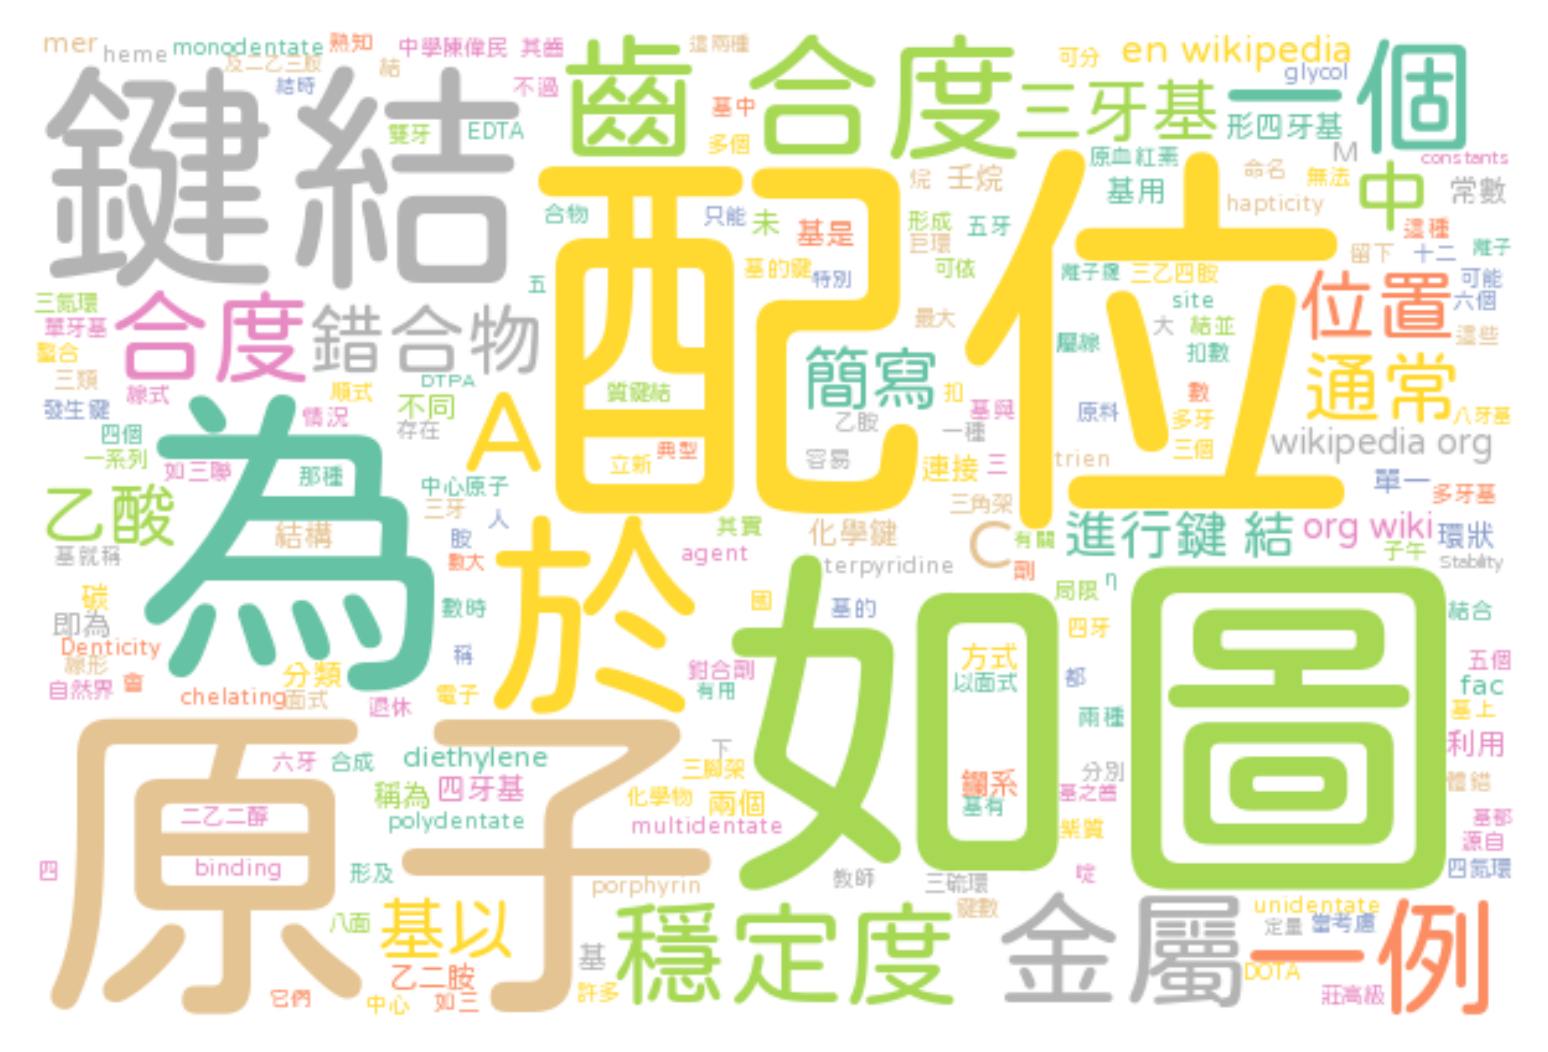 mer
heme
monodentate
熟知
中學陳偉民
其齒
這兩種
可分
en wikipedia
glycol
一個
及二乙三胺
結
結時
不過
鍵結
齒合度
三牙基
形四牙基
基中
多個
雙牙
EDTA
原血紅素
命名
無法
M
constants
配位
烷
壬烷
基用
hapticity
中
常數
合物
只能
未
基是
形成
巨環
五牙
這種
留下
十二
離子
五
基的鍵
特別
可依
三乙四胺
site
位置
可能
六個
三氮環
單牙基
螯合
合度
錯合物
最大
大
結並
扣數
這些
三類
線式
順式
DTPA
質鍵結
簡寫
扣
數
通常
發生鍵
情況
不同
存在
A
乙胺
基與
一種
原料
多牙
八牙基
四個
一系列
如三聯
那種
為
立新
典型
容易
連接
三
trien
三個
wikipedia org
中心原子
三牙
人
三角架
單一
多牙基
乙酸
結構
於
其實
化學鍵
C
有關
進行鍵 結
org wiki
環狀
基就稱
胺
數大
agent
terpyridine
劑
子午
Stability
碳
數時
國
基的
如圖
局限
η
結合
即為
Denticity
線形
四牙
自然界
會
分類
稱
鉗合劑
方式
以面式
五個
chelating
面式
電子
有用
都
fac
退休
基上
原子
兩種
利用
六牙
合成
diethylene
下
三腳架
分別
稱為
四牙基
化學物
兩個
鑭系
基有
基之齒
二乙二醇
polydentate
multidentate
紫質
基都
源自
四
binding
形及
教師
三硫環
啶
四氮環
porphyrin
鍵數
八面
基以
穩定度
金屬
unidentate
定量
當考慮
一例
乙二胺
基
DOTA
它們
中心
如三
許多
莊高級